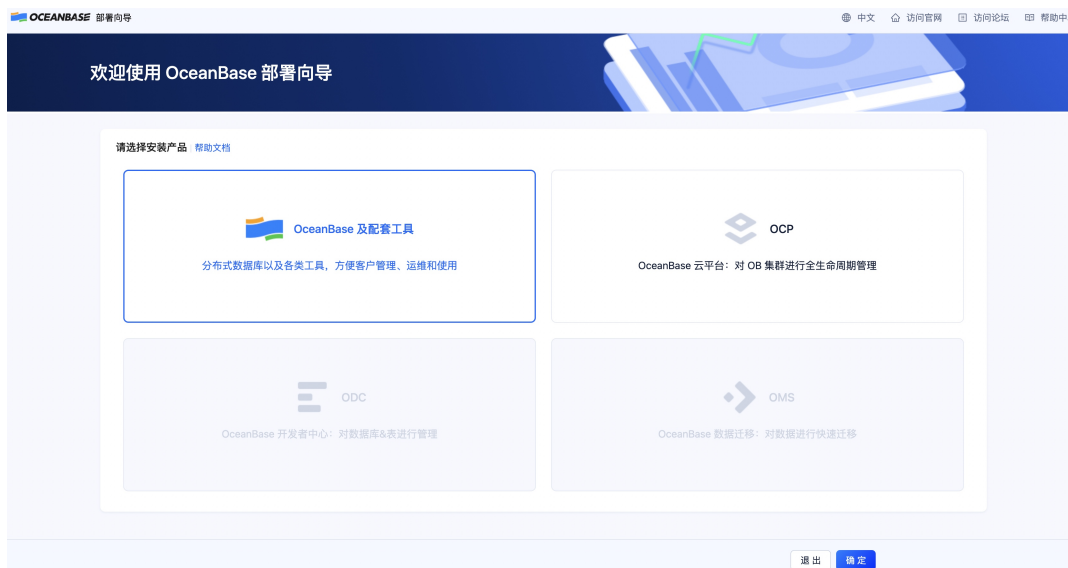 OCEANBASE 部署向导
中文 访问官网 访问论坛 帮助中
欢迎使用 OceanBase 部署向导
请选择安装产品 帮助文档
OceanBase 及配套工具
分布式数据库以及各类工具，方便客户管理、运维和使用
OCP
OceanBase 云平台：对 OB 集群进行全生命周期管理
ODC
OceanBase 开发者中心：对数据库&表进行管理
OMS
OceanBase 数据迁移：对数据进行快速迁移
退出 确定